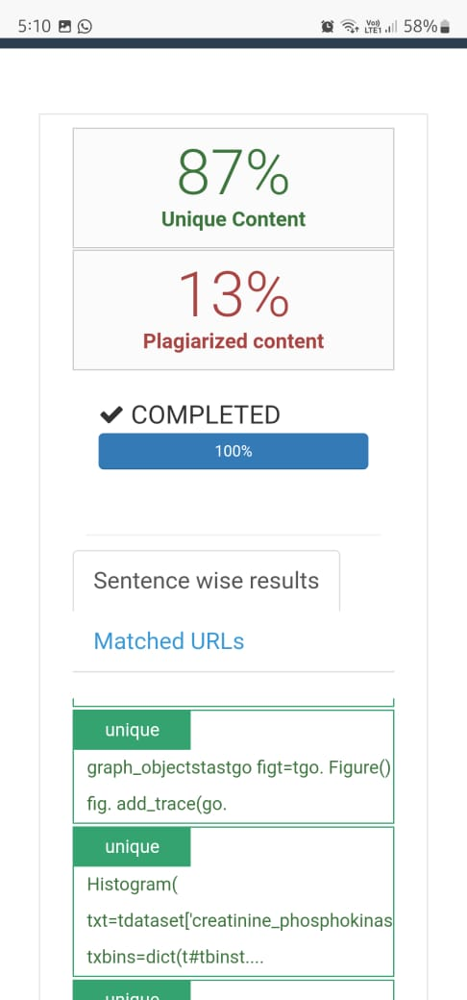 5:10
Vo))
LTE1
58%
87%
Unique Content
13%
Plagiarized content
COMPLETED
100%
Sentence wise results
Matched URLs
unique
graph_objectstastgo figt=tgo. Figure()
fig. add_trace(go.
unique
Histogram(
txt=tdataset['creatinine_phosphokinas
txbins=dict(t#tbinst....
unique